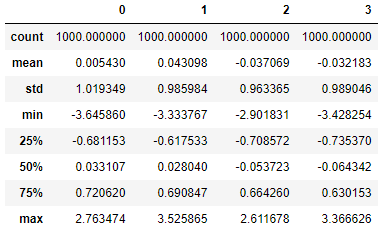 0 1 2 3
count 1000.000000 1000.000000 1000.000000 1000.000000
mean 0.005430 0.043098 -0.037069 -0.032183
std 1.019349 0.985984 0.963365 0.989046
min -3.645860 -3.333767 -2.901831 -3.428254
25% -0.681153 -0.617533 -0.708572 -0.735370
50% 0.033107 0.028040 -0.053723 -0.064342
75% 0.720620 0.690847 0.664260 0.630153
max 2.763474 3.525865 2.611678 3.366626